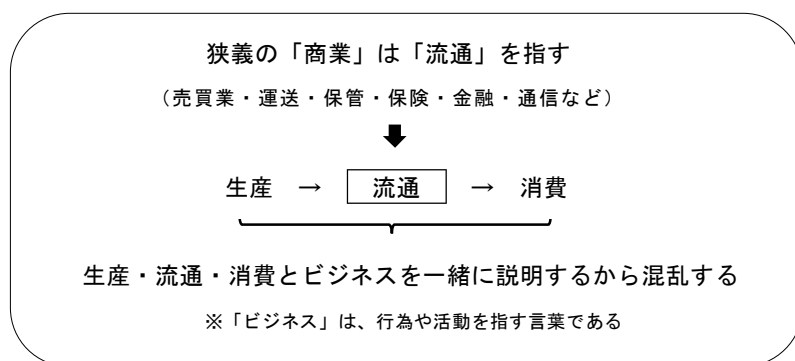 狭義の「商業」は「流通」を指す
（売買業・運送・保管・保険・金融・通信など）
生産 → 流通 → 消費
生産・流通・消費とビジネスを一緒に説明するから混乱する
※「ビジネス」は、行為や活動を指す言葉である